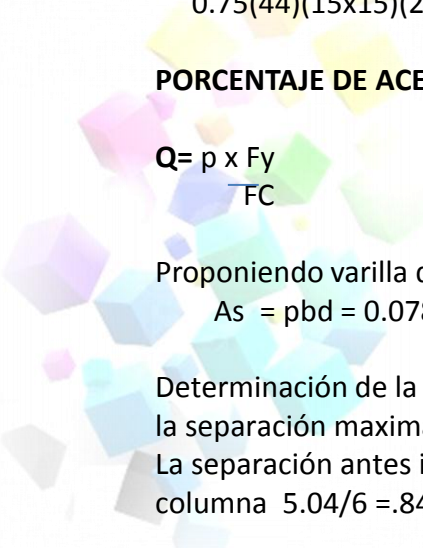 0.75(44)(15x15)(2
PORCENTAJE DE ACE
Q= p x Fy
FC
Proponiendo varilla
As = pbd = 0.078
Determinación de la
la separación maxima
La separación antes
columna 5.04/6 =.84